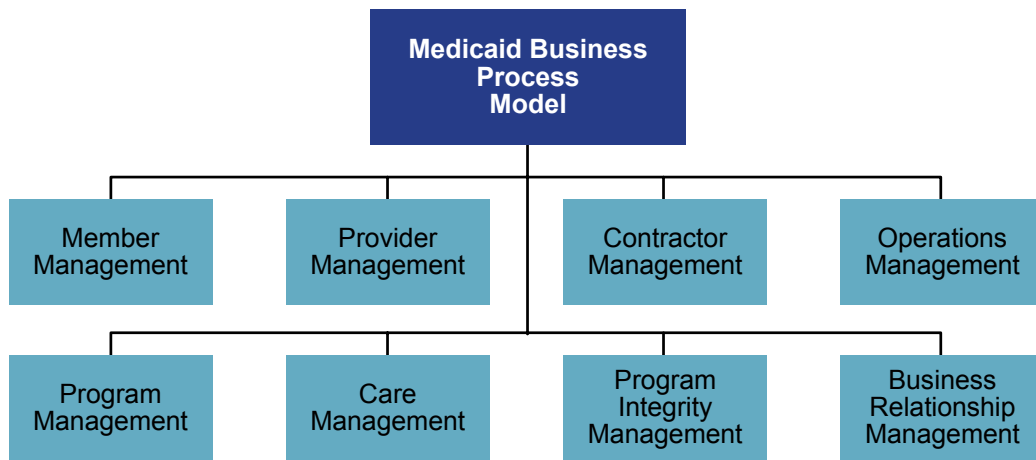 Medicaid Business
Process
Model
Member
Management
Provider
Management
Contractor
Management
Operations
Management
Program
Management
Care
Management
Program
Integrity
Management
Business
Relationship
Management